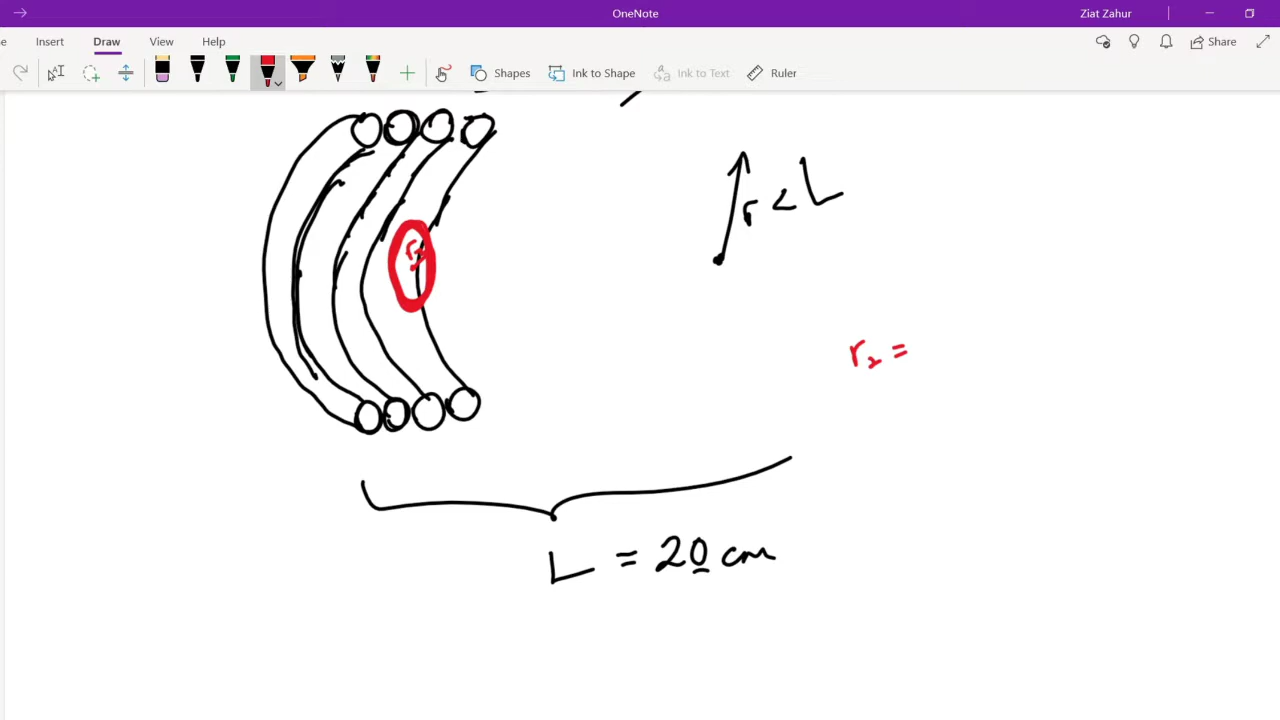 OneNote
Ziat Zahur
Insert Draw View Help
Share
Shapes
Ink to Shape
Ink to Text
Ruler
r < L
r₂
r₂ =
L = 20 cm